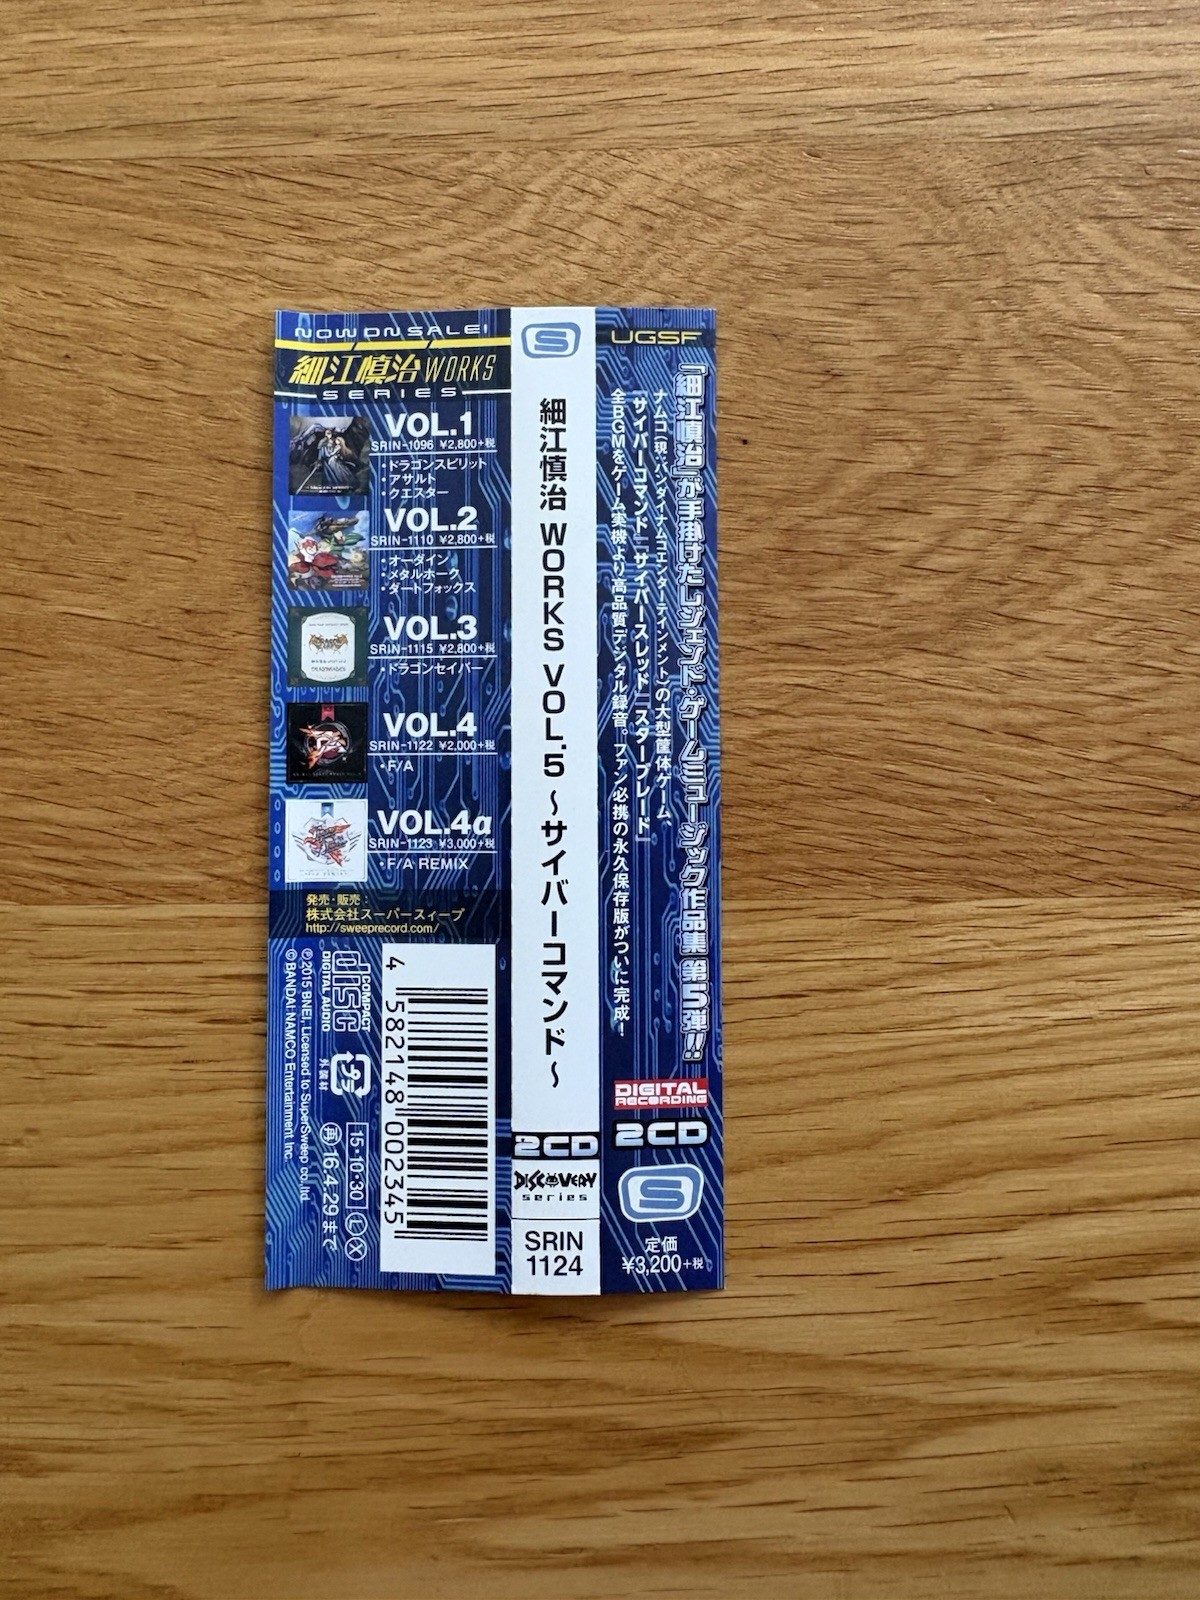 NOW ON SALE!
細江慎治 WORKS
SERIES
VOL.1
SRIN-1096 ¥2,800+税
・ドラゴンスピリット
・アサルト
・クエスター
VOL.2
SRIN-1110 ¥2,800+税
・オーダイン
・メタルホーク
・ダートフォックス
VOL.3
SRIN-1115 ¥2,800+税
・ドラゴンセイバー
VOL.4
SRIN-1122 ¥2,000+税
・F/A
VOL.4α
SRIN-1123 ¥3,000+税
・F/A REMIX
発売・販売：
株式会社スーパースィープ
http://sweeprecord.com/
4 582148 002345
COMPACT
disc
DIGITAL AUDIO
プラ
外装材
15・10・30 L X
再 16.4.29まで
Ⓟ2015 BNEI, Licensed to SuperSweep co.,ltd.
© BANDAI NAMCO Entertainment Inc.
S
細江慎治 WORKS VOL.5 〜サイバーコマンド〜
2CD
DISCOVERY
series
SRIN
1124
UGSF
「細江慎治」が手掛けたレジェンド・ゲームミュージック作品集 第5弾!!
ナムコ(現:バンダイナムコエンターテインメント)の大型筐体ゲーム、
『サイバーコマンド』『サイバースレッド』『スターブレード』
全BGMをゲーム実機より高品質デジタル録音。ファン必携の永久保存版がついに完成！
DIGITAL
RECORDING
2CD
S
定価
¥3,200+税